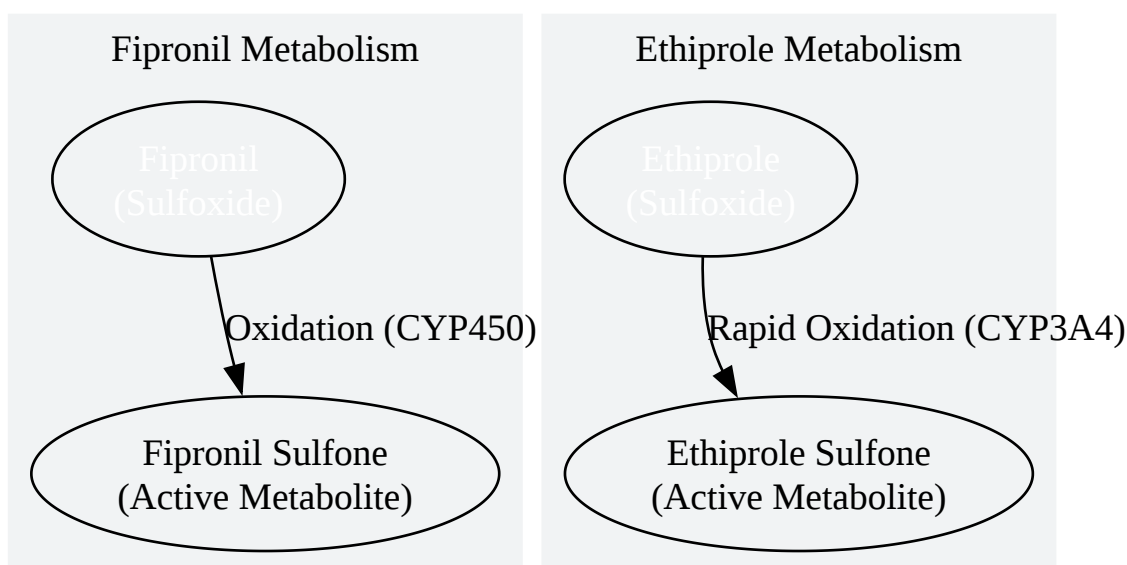 Fipronil Metabolism
Fipronil
(Sulfoxide)
Oxidation (CYP450)
Fipronil Sulfone
(Active Metabolite)
Ethiprole Metabolism
Ethiprole
(Sulfoxide)
Rapid Oxidation (CYP3A4)
Ethiprole Sulfone
(Active Metabolite)